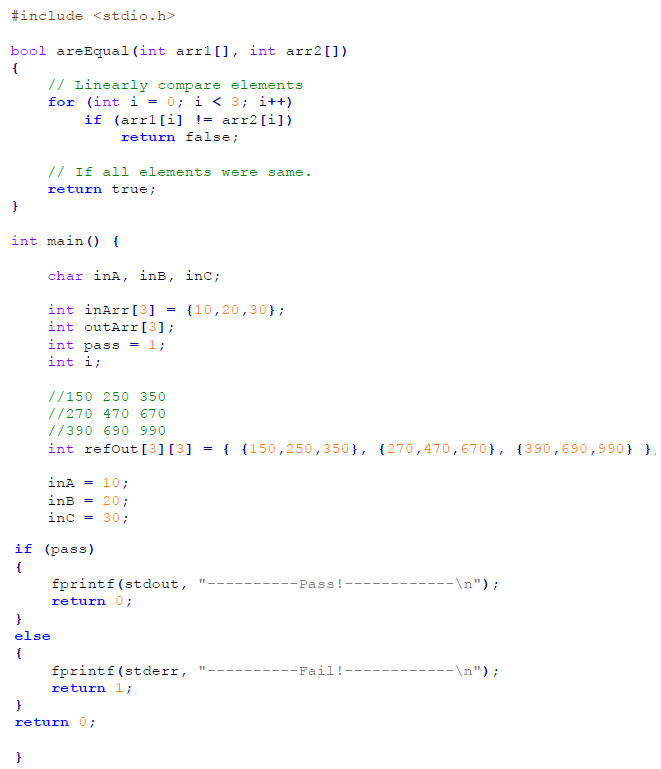 #include <stdio.h>
bool areEqual(int arr1[], int arr2[])
{
// Linearly compare elements
for (int i = 0; i < 3; i++)
if (arr1[i] != arr2[i])
return false;
// If all elements were same.
return true;
}
int main() {
char inA, inB, inC;
int inArr[3] = {10,20,30};
int outArr[3];
int pass = 1;
int i;
//150 250 350
//270 470 670
//390 690 990
int refOut[3][3] = { {150,250,350}, {270,470,670}, {390,690,990} };
inA = 10;
inB = 20;
inC = 30;
if (pass)
{
fprintf(stdout, "----------Pass!------------\n");
return 0;
}
else
{
fprintf(stderr, "----------Fail!------------\n");
return 1;
}
return 0;
}